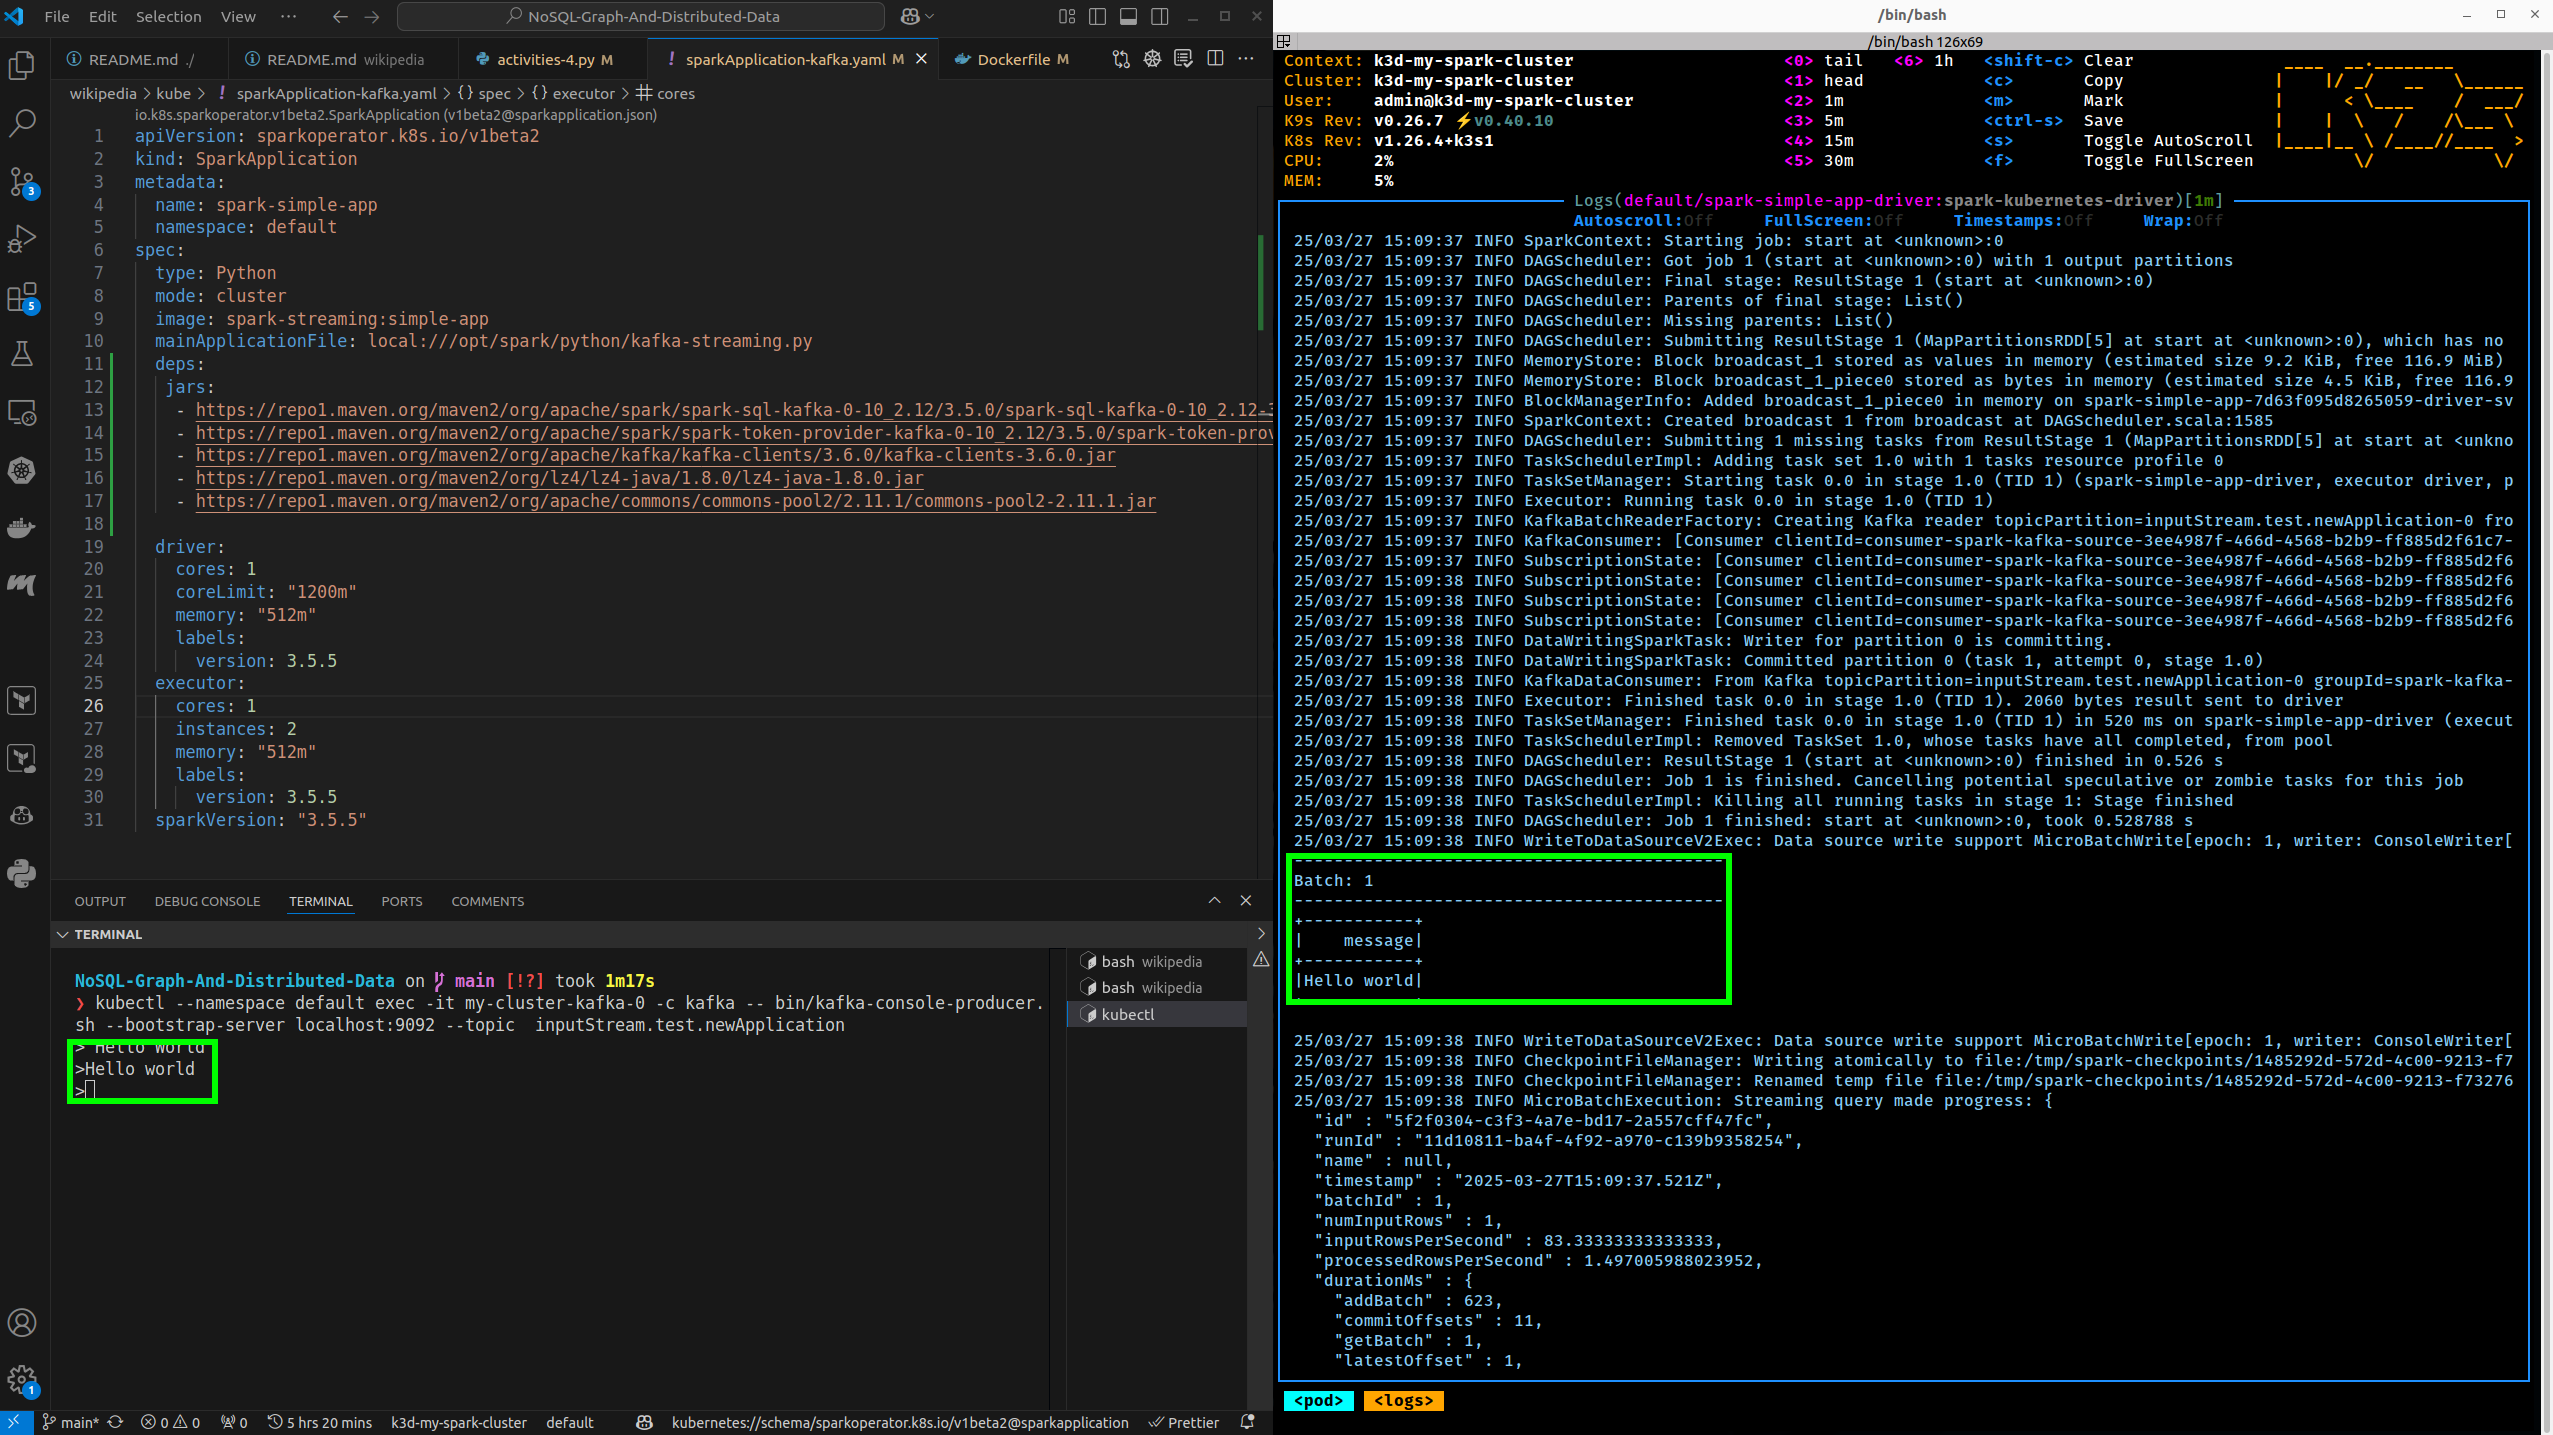 File Edit Selection View ··· NoSQL-Graph-And-Distributed-Data
README.md ./ README.md wikipedia activities-4.py M ! sparkApplication-kafka.yaml M Dockerfile M
wikipedia > kube > ! sparkApplication-kafka.yaml > {} spec > {} executor > # cores
io.k8s.sparkoperator.v1beta2.SparkApplication (v1beta2@sparkapplication.json)
1 apiVersion: sparkoperator.k8s.io/v1beta2
2 kind: SparkApplication
3 metadata:
4 name: spark-simple-app
5 namespace: default
6 spec:
7 type: Python
8 mode: cluster
9 image: spark-streaming:simple-app
10 mainApplicationFile: local:///opt/spark/python/kafka-streaming.py
11 deps:
12 jars:
13 - https://repo1.maven.org/maven2/org/apache/spark/spark-sql-kafka-0-10_2.12/3.5.0/spark-sql-kafka-0-10_2.12-3
14 - https://repo1.maven.org/maven2/org/apache/spark/spark-token-provider-kafka-0-10_2.12/3.5.0/spark-token-prov
15 - https://repo1.maven.org/maven2/org/apache/kafka/kafka-clients/3.6.0/kafka-clients-3.6.0.jar
16 - https://repo1.maven.org/maven2/org/lz4/lz4-java/1.8.0/lz4-java-1.8.0.jar
17 - https://repo1.maven.org/maven2/org/apache/commons/commons-pool2/2.11.1/commons-pool2-2.11.1.jar
18
19 driver:
20 cores: 1
21 coreLimit: "1200m"
22 memory: "512m"
23 labels:
24 version: 3.5.5
25 executor:
26 cores: 1
27 instances: 2
28 memory: "512m"
29 labels:
30 version: 3.5.5
31 sparkVersion: "3.5.5"
3
5
1
OUTPUT DEBUG CONSOLE TERMINAL PORTS COMMENTS
TERMINAL
bash wikipedia
bash wikipedia
kubectl
NoSQL-Graph-And-Distributed-Data on main [!?] took 1m17s
❯ kubectl --namespace default exec -it my-cluster-kafka-0 -c kafka -- bin/kafka-console-producer.
sh --bootstrap-server localhost:9092 --topic  inputStream.test.newApplication
> Hello World
>Hello world
>
main* 0 0 0 5 hrs 20 mins k3d-my-spark-cluster default kubernetes://schema/sparkoperator.k8s.io/v1beta2@sparkapplication Prettier
/bin/bash
/bin/bash 126x69
Context: k3d-my-spark-cluster <0> tail <6> 1h <shift-c> Clear
Cluster: k3d-my-spark-cluster <1> head <c> Copy
User: admin@k3d-my-spark-cluster <2> 1m <m> Mark
K9s Rev: v0.26.7 ⚡v0.40.10 <3> 5m <ctrl-s> Save
K8s Rev: v1.26.4+k3s1 <4> 15m <s> Toggle AutoScroll
CPU: 2% <5> 30m <f> Toggle FullScreen
MEM: 5%
Logs(default/spark-simple-app-driver:spark-kubernetes-driver)[1m]
Autoscroll:Off FullScreen:Off Timestamps:Off Wrap:Off
25/03/27 15:09:37 INFO SparkContext: Starting job: start at <unknown>:0
25/03/27 15:09:37 INFO DAGScheduler: Got job 1 (start at <unknown>:0) with 1 output partitions
25/03/27 15:09:37 INFO DAGScheduler: Final stage: ResultStage 1 (start at <unknown>:0)
25/03/27 15:09:37 INFO DAGScheduler: Parents of final stage: List()
25/03/27 15:09:37 INFO DAGScheduler: Missing parents: List()
25/03/27 15:09:37 INFO DAGScheduler: Submitting ResultStage 1 (MapPartitionsRDD[5] at start at <unknown>:0), which has no
25/03/27 15:09:37 INFO MemoryStore: Block broadcast_1 stored as values in memory (estimated size 9.2 KiB, free 116.9 MiB)
25/03/27 15:09:37 INFO MemoryStore: Block broadcast_1_piece0 stored as bytes in memory (estimated size 4.5 KiB, free 116.9
25/03/27 15:09:37 INFO BlockManagerInfo: Added broadcast_1_piece0 in memory on spark-simple-app-7d63f095d8265059-driver-sv
25/03/27 15:09:37 INFO SparkContext: Created broadcast 1 from broadcast at DAGScheduler.scala:1585
25/03/27 15:09:37 INFO DAGScheduler: Submitting 1 missing tasks from ResultStage 1 (MapPartitionsRDD[5] at start at <unkno
25/03/27 15:09:37 INFO TaskSchedulerImpl: Adding task set 1.0 with 1 tasks resource profile 0
25/03/27 15:09:37 INFO TaskSetManager: Starting task 0.0 in stage 1.0 (TID 1) (spark-simple-app-driver, executor driver, p
25/03/27 15:09:37 INFO Executor: Running task 0.0 in stage 1.0 (TID 1)
25/03/27 15:09:37 INFO KafkaBatchReaderFactory: Creating Kafka reader topicPartition=inputStream.test.newApplication-0 fro
25/03/27 15:09:37 INFO KafkaConsumer: [Consumer clientId=consumer-spark-kafka-source-3ee4987f-466d-4568-b2b9-ff885d2f61c7-
25/03/27 15:09:37 INFO SubscriptionState: [Consumer clientId=consumer-spark-kafka-source-3ee4987f-466d-4568-b2b9-ff885d2f6
25/03/27 15:09:38 INFO SubscriptionState: [Consumer clientId=consumer-spark-kafka-source-3ee4987f-466d-4568-b2b9-ff885d2f6
25/03/27 15:09:38 INFO SubscriptionState: [Consumer clientId=consumer-spark-kafka-source-3ee4987f-466d-4568-b2b9-ff885d2f6
25/03/27 15:09:38 INFO SubscriptionState: [Consumer clientId=consumer-spark-kafka-source-3ee4987f-466d-4568-b2b9-ff885d2f6
25/03/27 15:09:38 INFO DataWritingSparkTask: Writer for partition 0 is committing.
25/03/27 15:09:38 INFO DataWritingSparkTask: Committed partition 0 (task 1, attempt 0, stage 1.0)
25/03/27 15:09:38 INFO KafkaDataConsumer: From Kafka topicPartition=inputStream.test.newApplication-0 groupId=spark-kafka-
25/03/27 15:09:38 INFO Executor: Finished task 0.0 in stage 1.0 (TID 1). 2060 bytes result sent to driver
25/03/27 15:09:38 INFO TaskSetManager: Finished task 0.0 in stage 1.0 (TID 1) in 520 ms on spark-simple-app-driver (execut
25/03/27 15:09:38 INFO TaskSchedulerImpl: Removed TaskSet 1.0, whose tasks have all completed, from pool
25/03/27 15:09:38 INFO DAGScheduler: ResultStage 1 (start at <unknown>:0) finished in 0.526 s
25/03/27 15:09:38 INFO DAGScheduler: Job 1 is finished. Cancelling potential speculative or zombie tasks for this job
25/03/27 15:09:38 INFO TaskSchedulerImpl: Killing all running tasks in stage 1: Stage finished
25/03/27 15:09:38 INFO DAGScheduler: Job 1 finished: start at <unknown>:0, took 0.528788 s
25/03/27 15:09:38 INFO WriteToDataSourceV2Exec: Data source write support MicroBatchWrite[epoch: 1, writer: ConsoleWriter[
-------------------------------------------
Batch: 1
-------------------------------------------
+-----------+
|    message|
+-----------+
|Hello world|
25/03/27 15:09:38 INFO WriteToDataSourceV2Exec: Data source write support MicroBatchWrite[epoch: 1, writer: ConsoleWriter[
25/03/27 15:09:38 INFO CheckpointFileManager: Writing atomically to file:/tmp/spark-checkpoints/1485292d-572d-4c00-9213-f7
25/03/27 15:09:38 INFO CheckpointFileManager: Renamed temp file file:/tmp/spark-checkpoints/1485292d-572d-4c00-9213-f73276
25/03/27 15:09:38 INFO MicroBatchExecution: Streaming query made progress: {
"id" : "5f2f0304-c3f3-4a7e-bd17-2a557cff47fc",
"runId" : "11d10811-ba4f-4f92-a970-c139b9358254",
"name" : null,
"timestamp" : "2025-03-27T15:09:37.521Z",
"batchId" : 1,
"numInputRows" : 1,
"inputRowsPerSecond" : 83.33333333333333,
"processedRowsPerSecond" : 1.497005988023952,
"durationMs" : {
"addBatch" : 623,
"commitOffsets" : 11,
"getBatch" : 1,
"latestOffset" : 1,
<pod> <logs>